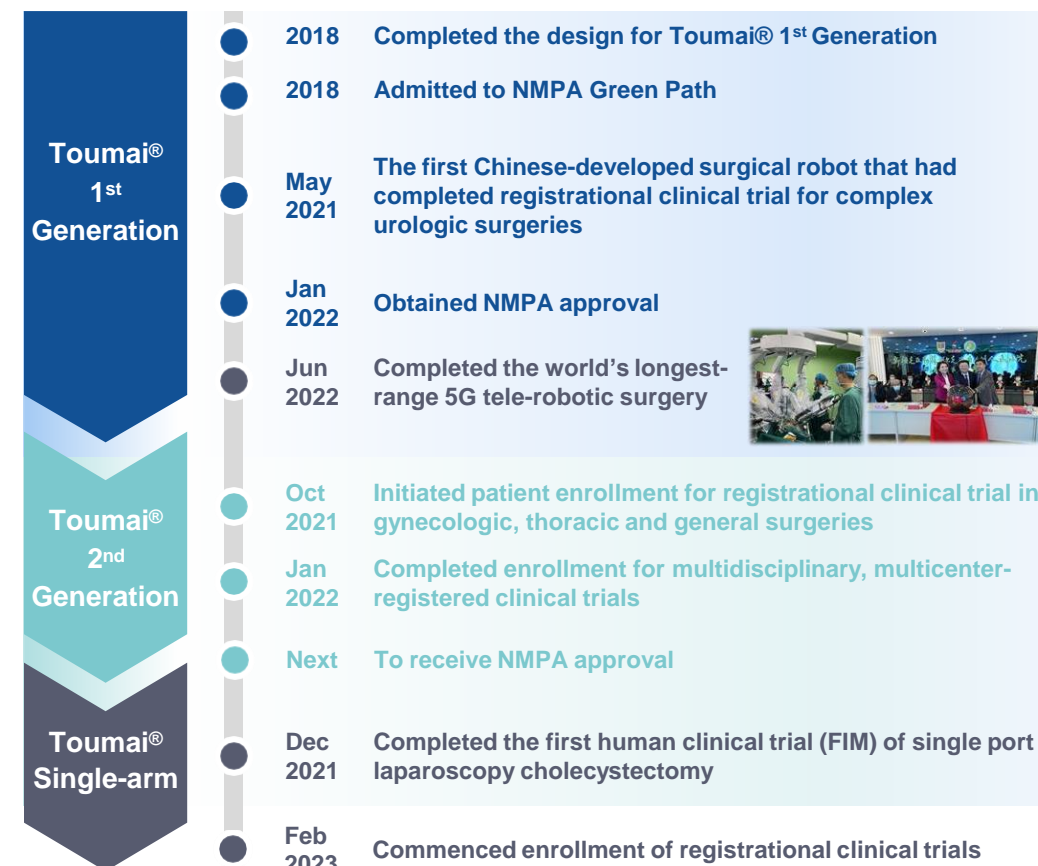 Toumai®
1st
Generation
2018 Completed the design for Toumai® 1st Generation
2018 Admitted to NMPA Green Path
May
2021
The first Chinese-developed surgical robot that had
completed registrational clinical trial for complex
urologic surgeries
Jan
2022
Obtained NMPA approval
Jun
2022
Completed the world's longest-
range 5G tele-robotic surgery
Toumai®
2nd
Generation
Oct
2021
Initiated patient enrollment for registrational clinical trial in
gynecologic, thoracic and general surgeries
Jan
2022
Completed enrollment for multidisciplinary, multicenter-
registered clinical trials
Next To receive NMPA approval
Toumai®
Single-arm
Dec
2021
Completed the first human clinical trial (FIM) of single port
laparoscopy cholecystectomy
Feb
2023
Commenced enrollment of registrational clinical trials